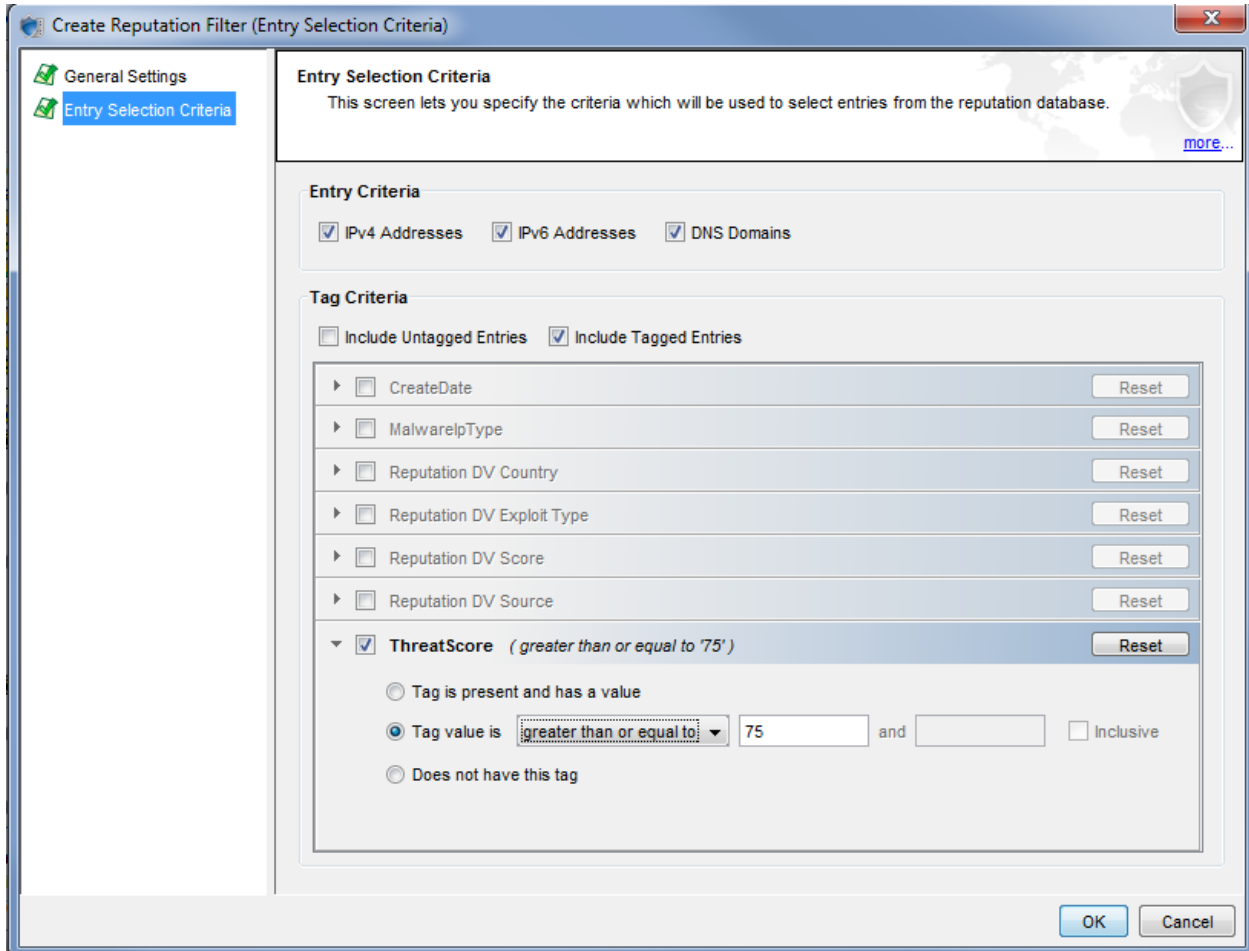 Create Reputation Filter (Entry Selection Criteria)
General Settings
Entry Selection Criteria
Entry Selection Criteria
This screen lets you specify the criteria which will be used to select entries from the reputation database.
more...
Entry Criteria
IPv4 Addresses IPv6 Addresses DNS Domains
Tag Criteria
Include Untagged Entries Include Tagged Entries
CreateDate Reset
MalwareIpType Reset
Reputation DV Country Reset
Reputation DV Exploit Type Reset
Reputation DV Score Reset
Reputation DV Source Reset
ThreatScore ( greater than or equal to '75' ) Reset
Tag is present and has a value
Tag value is greater than or equal to 75 and Inclusive
Does not have this tag
OK Cancel